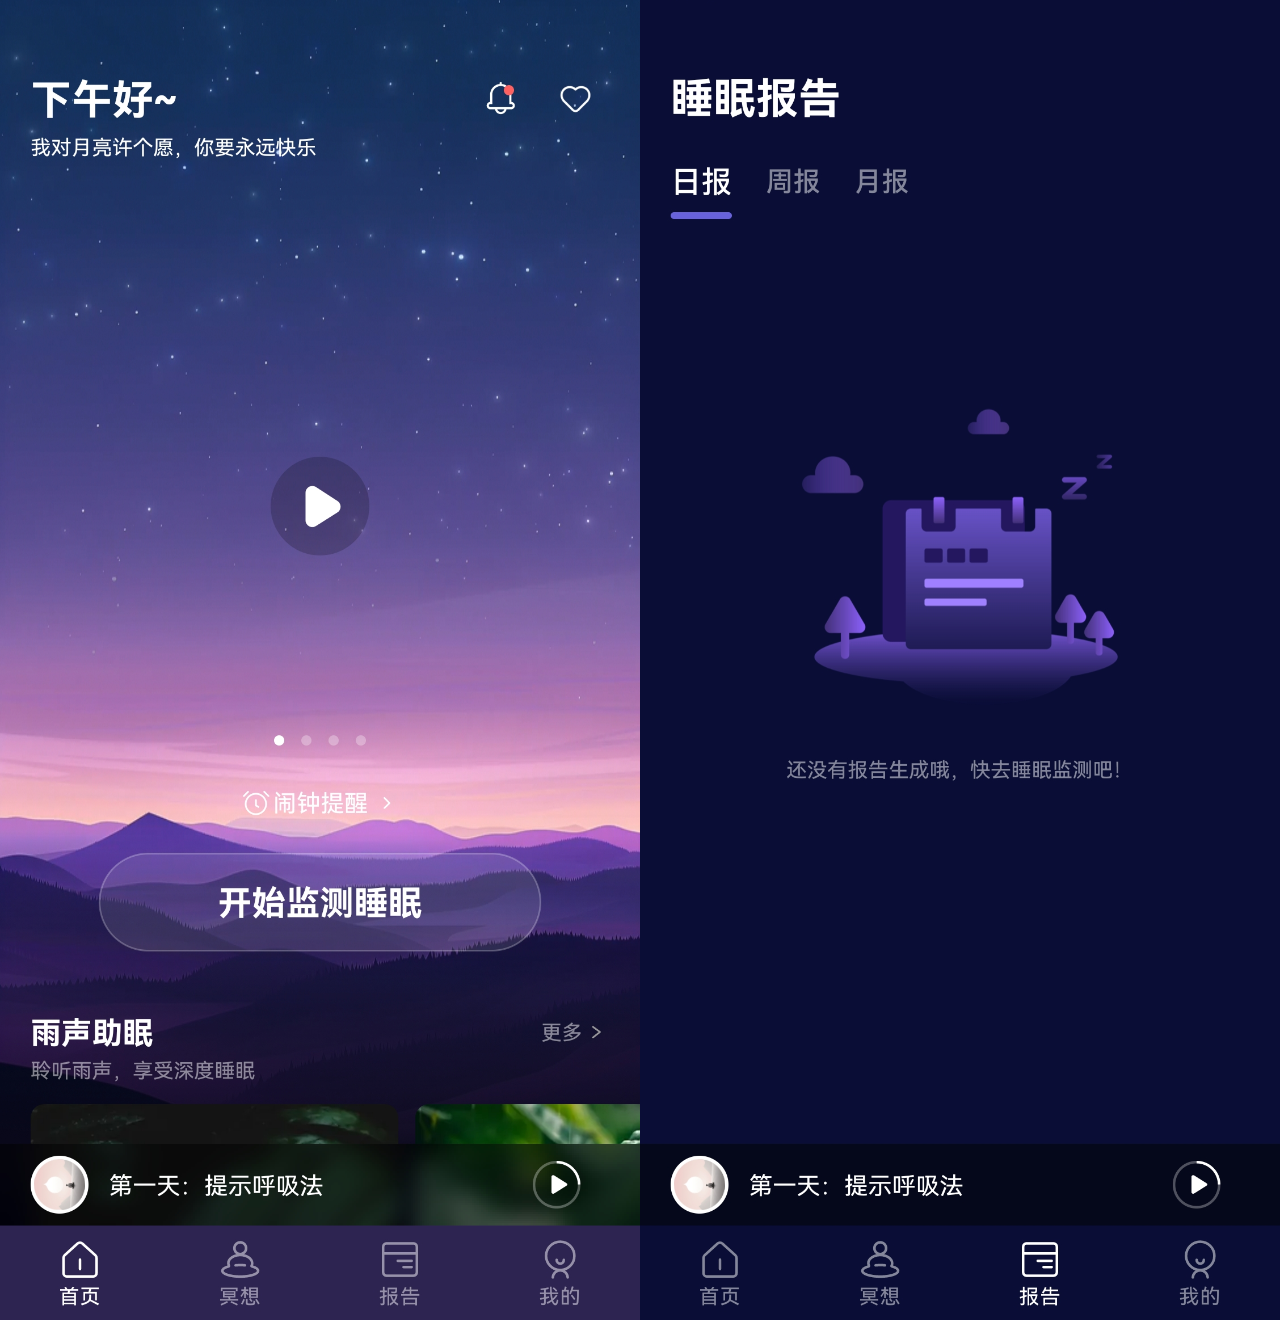 下午好~
我对月亮许个愿，你要永远快乐
闹钟提醒
开始监测睡眠
雨声助眠
更多
聆听雨声，享受深度睡眠
第一天：提示呼吸法
首页
冥想
报告
我的
睡眠报告
日报
周报
月报
Z
Z
还没有报告生成哦，快去睡眠监测吧！
第一天：提示呼吸法
首页
冥想
报告
我的